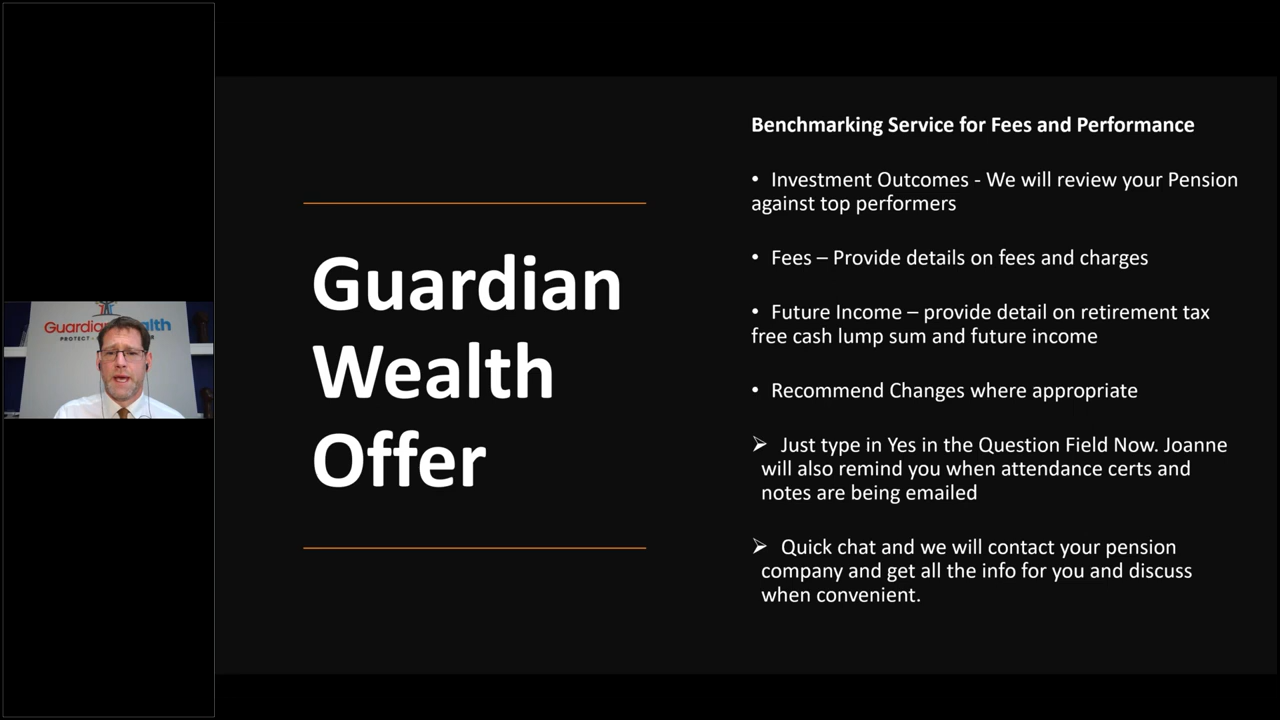 Guardian Wealth
PROTECT
Guardian
Wealth
Offer
Benchmarking Service for Fees and Performance
• Investment Outcomes - We will review your Pension
against top performers
• Fees – Provide details on fees and charges
• Future Income – provide detail on retirement tax
free cash lump sum and future income
• Recommend Changes where appropriate
➢ Just type in Yes in the Question Field Now. Joanne
will also remind you when attendance certs and
notes are being emailed
➢ Quick chat and we will contact your pension
company and get all the info for you and discuss
when convenient.